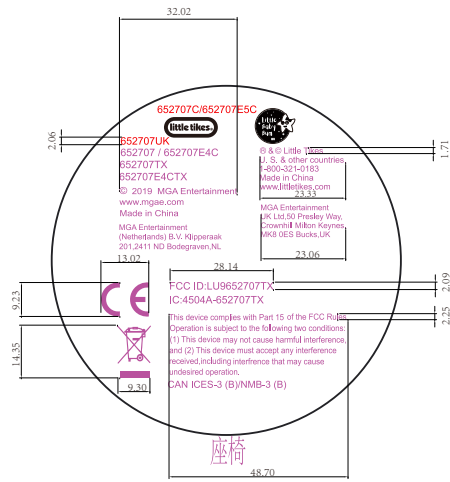 32.02
652707C/652707E5C
little tikes
Little
Baby
Bum
2.06
652707UK
652707 / 652707E4C
652707TX
652707E4CTX
© 2019 MGA Entertainment
www.mgae.com
Made in China
MGA Entertainment
(Netherlands) B.V. Klipperaak
201,2411 ND Bodegraven,NL
® & © Little Tikes
U. S. & other countries
1-800-321-0183
Made in China
www.littletikes.com
1.71
23.33
MGA Entertainment
UK Ltd,50 Presley Way,
Crownhill Milton Keynes
MK8 0ES Bucks,UK
23.06
13.02
28.14
9.23
CE
FCC ID:LU9652707TX
IC:4504A-652707TX
2.09
This device complies with Part 15 of the FCC Rules
Operation is subject to the following two conditions:
(1) This device may not cause harmful interference,
and (2) This device must accept any interference
received,including interfrence that may cause
undesired operation.
2.25
14.35
9.30
CAN ICES-3 (B)/NMB-3 (B)
座椅
48.70